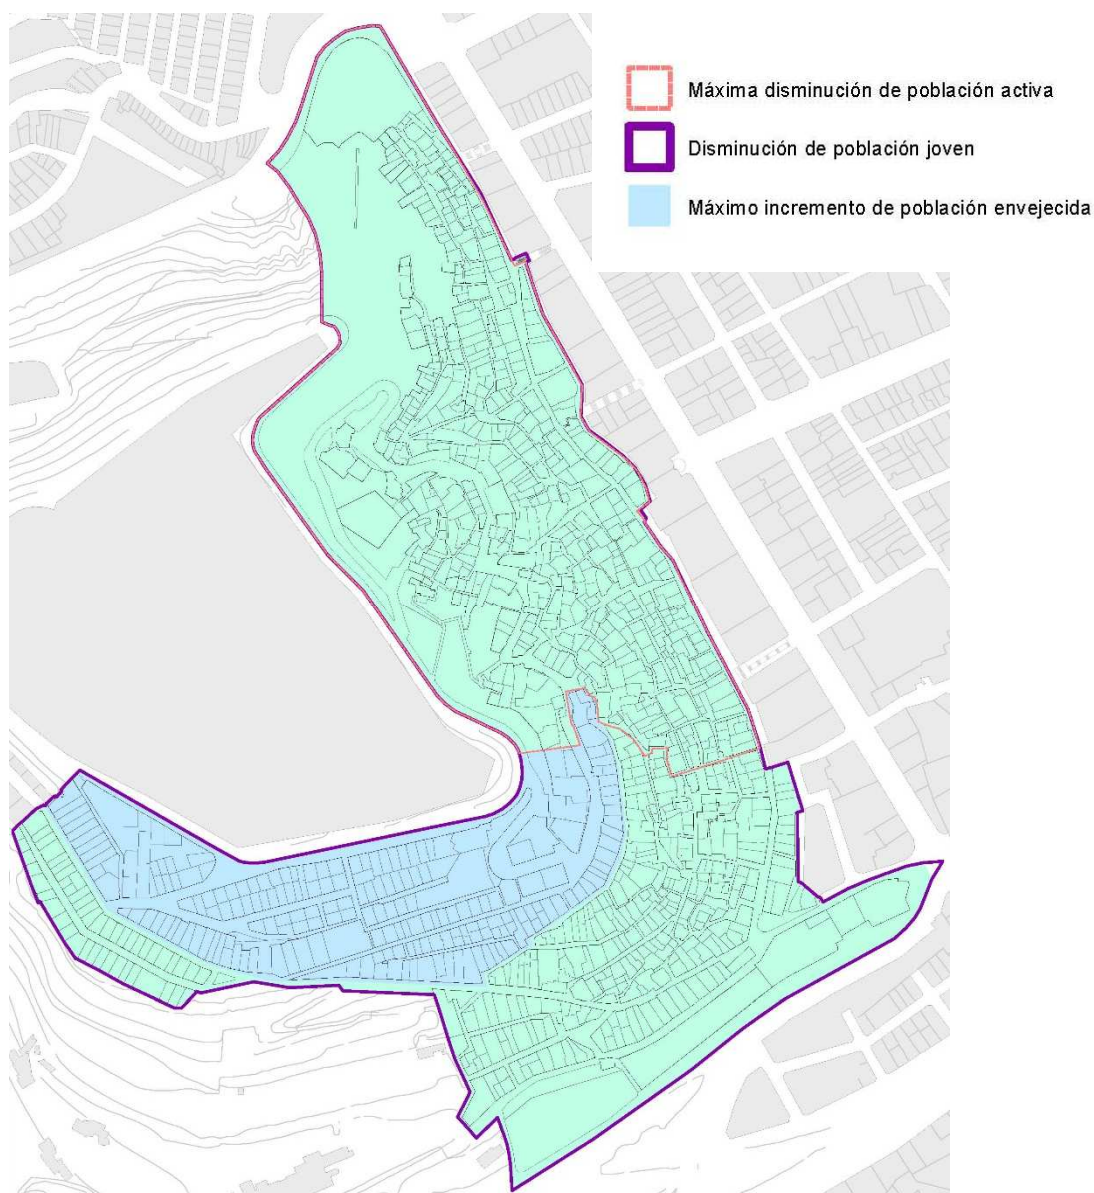 Máxima disminución de población activa
Disminución de población joven
Máximo incremento de población envejecida